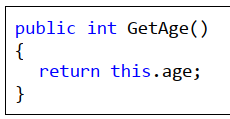 public int GetAge()
{
return this.age;
}